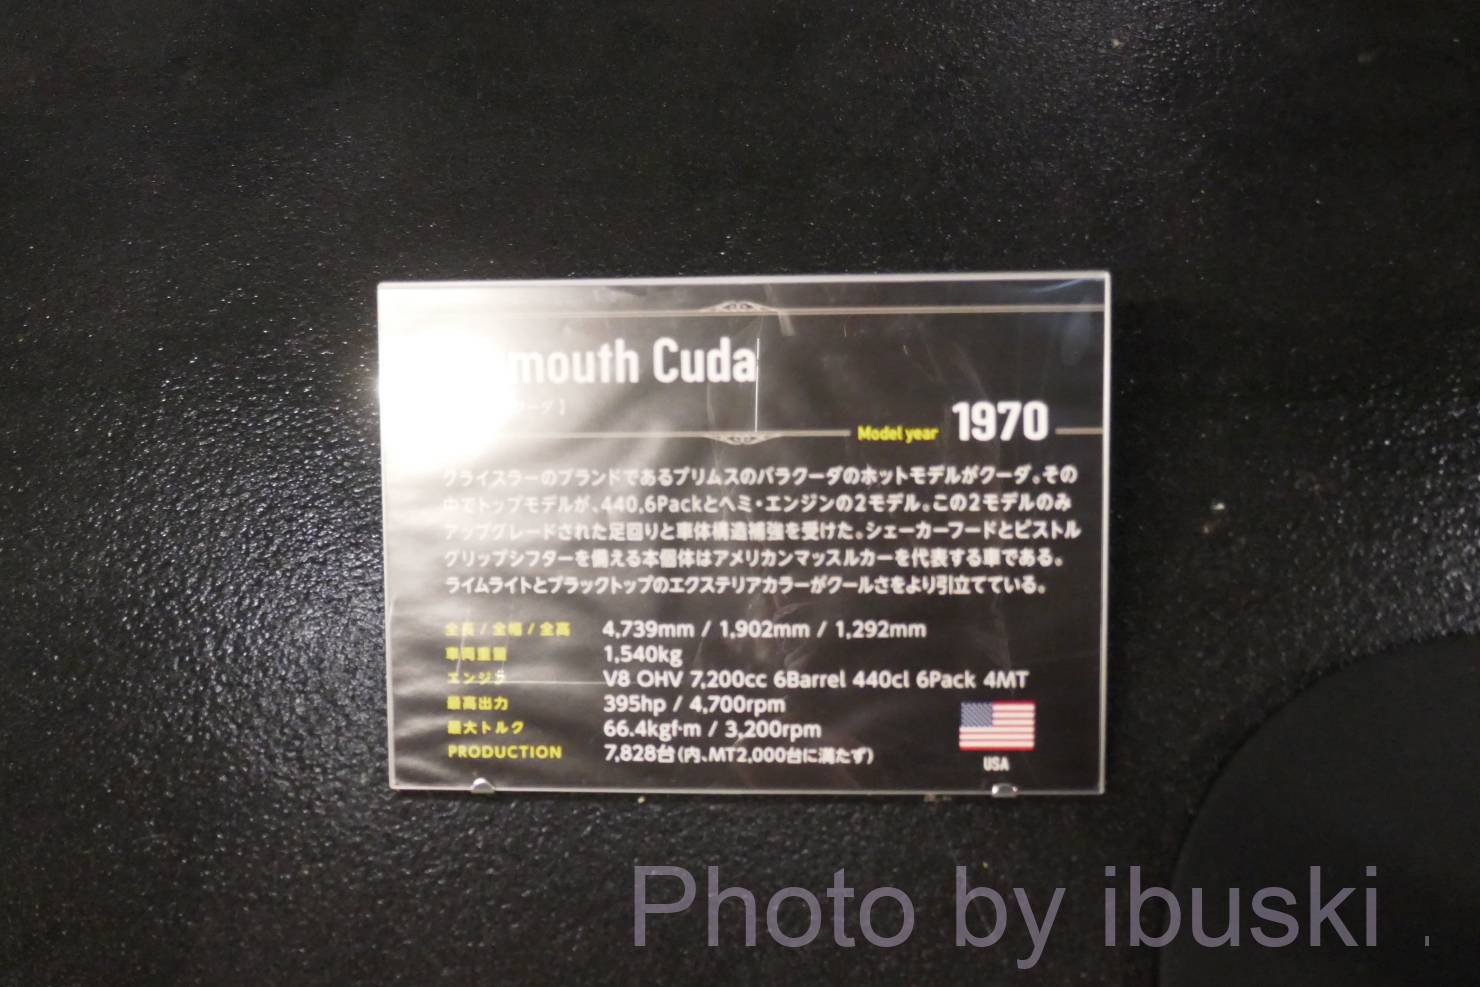 mouth Cuda
クーダ]
Model year 1970
クライスラーのブランドであるプリムスのバラクーダのホットモデルがクーダ。その
中でトップモデルが、440.6Packとヘミ・エンジンの2モデル。この2モデルのみ
アップグレードされた足回りと車体構造補強を受けた。シェーカーフードとピストル
グリップシフターを備える本個体はアメリカンマッスルカーを代表する車である。
ライムライトとブラックトップのエクステリアカラーがクールさをより引立てている。
全長 / 全幅 / 全高 4,739mm / 1,902mm / 1,292mm
車両重量 1,540kg
エンジン V8 OHV 7,200cc 6Barrel 440cl 6Pack 4MT
最高出力 395hp / 4,700rpm
最大トルク 66.4kgf·m / 3,200rpm
PRODUCTION 7,828台(内、MT2,000台に満たず)
USA
Photo by ibuski .